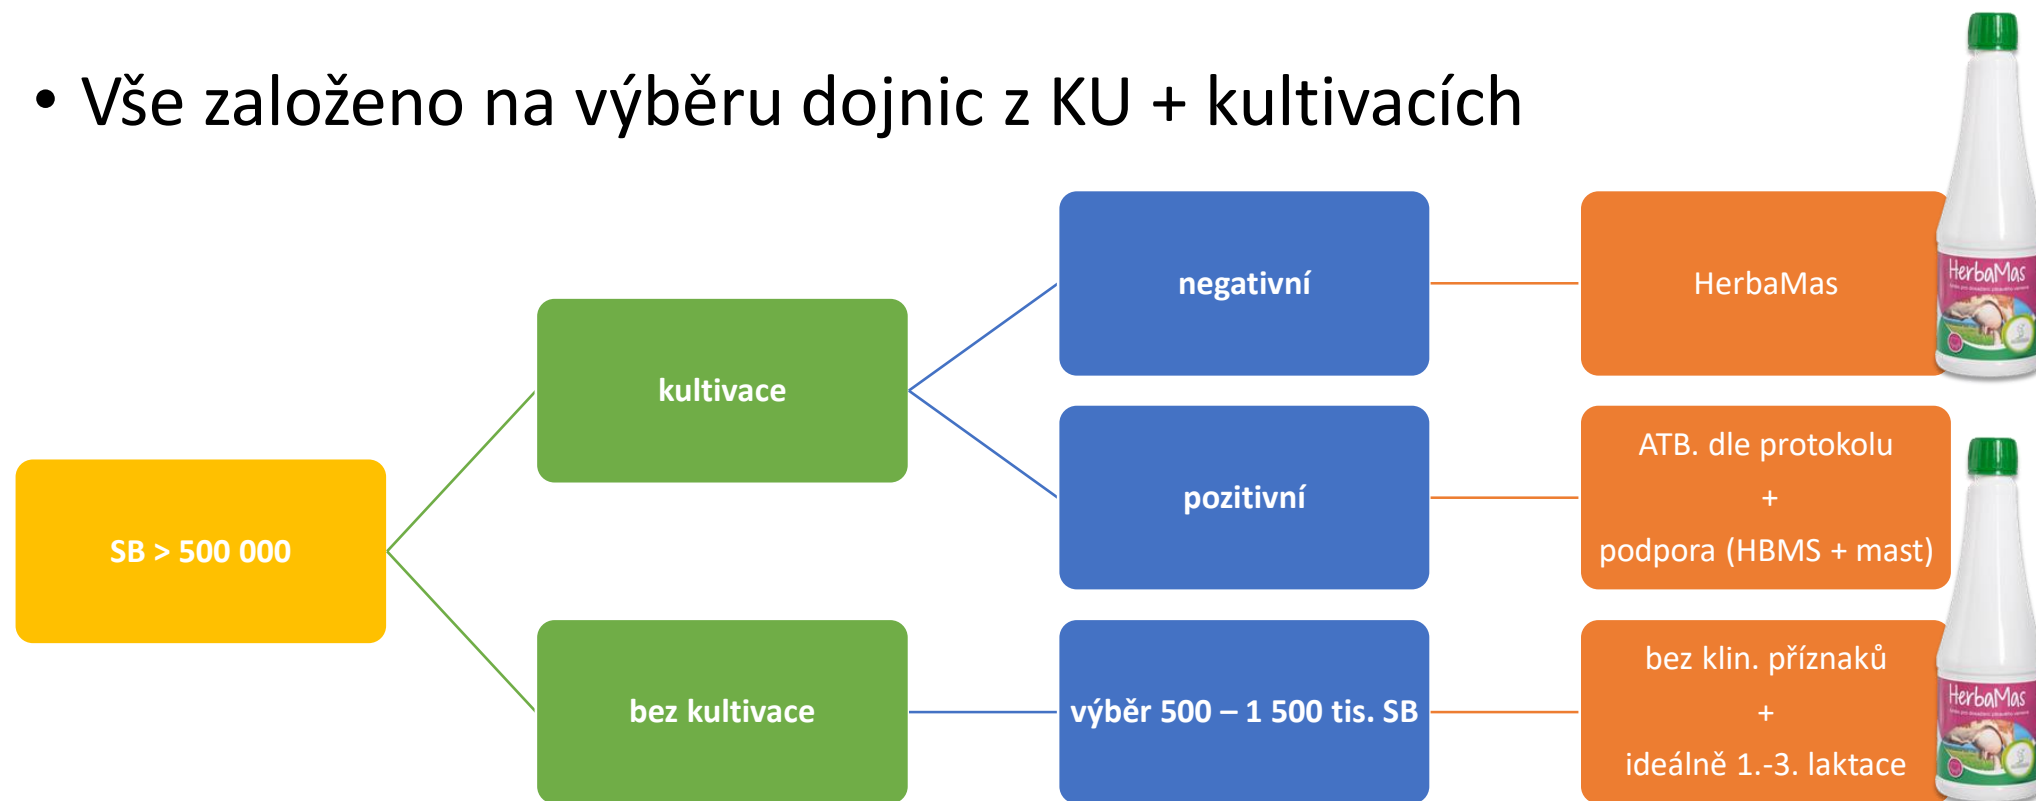 • Vše založeno na výběru dojnic z KU + kultivacích
SB > 500 000
kultivace
bez kultivace
negativní
pozitivní
výběr 500 – 1 500 tis. SB
HerbaMas
ATB. dle protokolu
+
podpora (HBMS + mast)
bez klin. příznaků
+
ideálně 1.-3. laktace
HerbaMas
HerbaMas